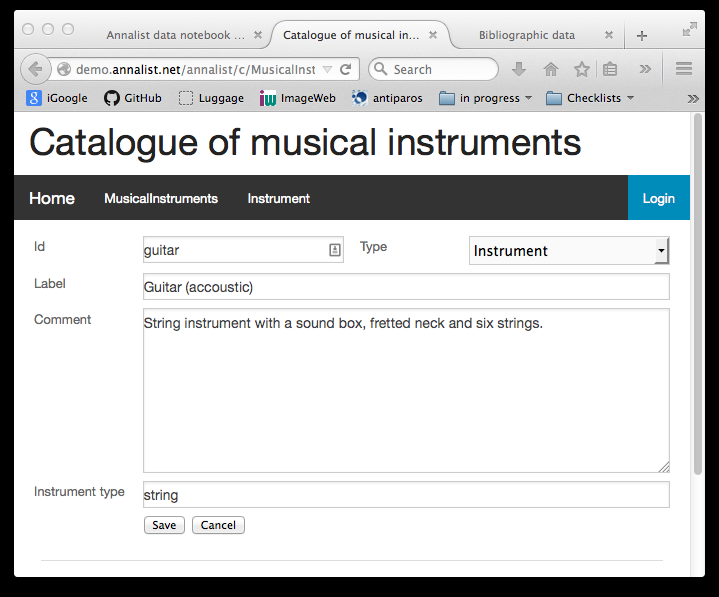 Annalist data notebook ...
Catalogue of musical in...
Bibliographic data
demo.annalist.net/annalist/c/MusicalInst
Search
iGoogle GitHub Luggage ImageWeb antiparos in progress Checklists
Catalogue of musical instruments
Home MusicalInstruments Instrument Login
Id guitar Type Instrument
Label Guitar (accoustic)
Comment String instrument with a sound box, fretted neck and six strings.
Instrument type string
Save Cancel